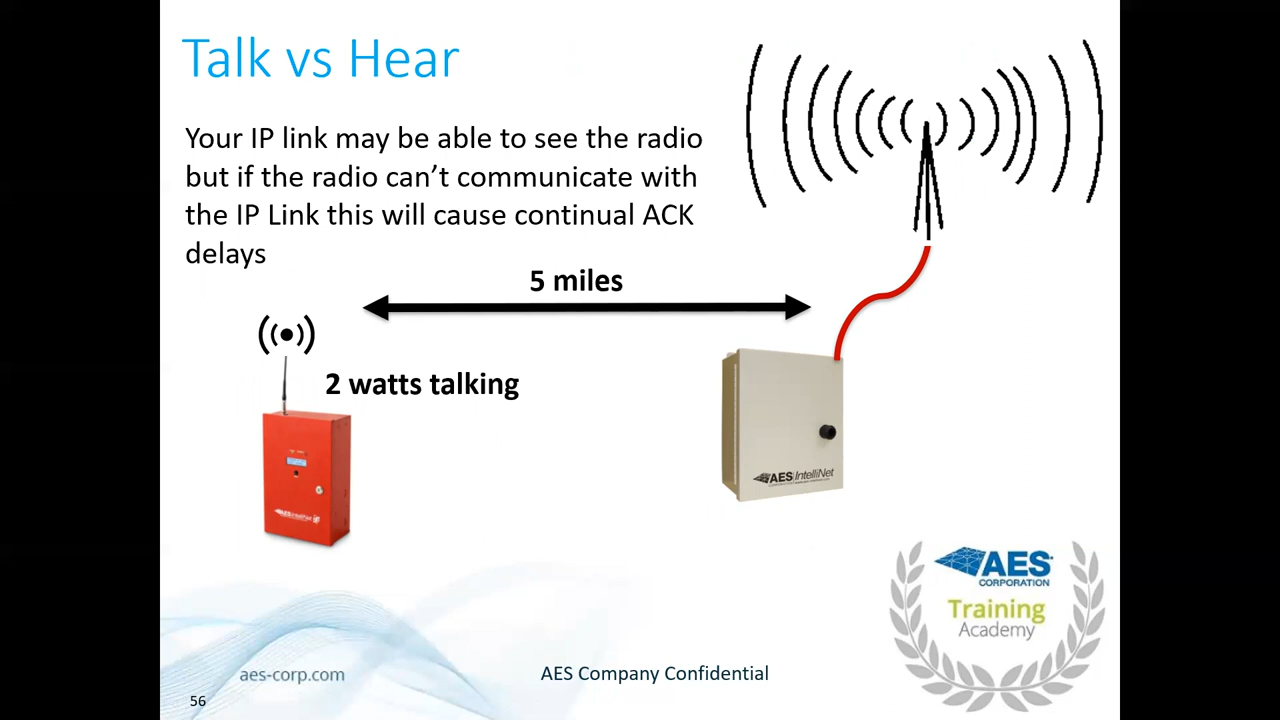 Talk vs Hear
Your IP link may be able to see the radio
but if the radio can’t communicate with
the IP Link this will cause continual ACK
delays
5 miles
2 watts talking
AES IntelliNet
AES IntelliNet
AES
CORPORATION
Training
Academy
aes-corp.com
AES Company Confidential
56